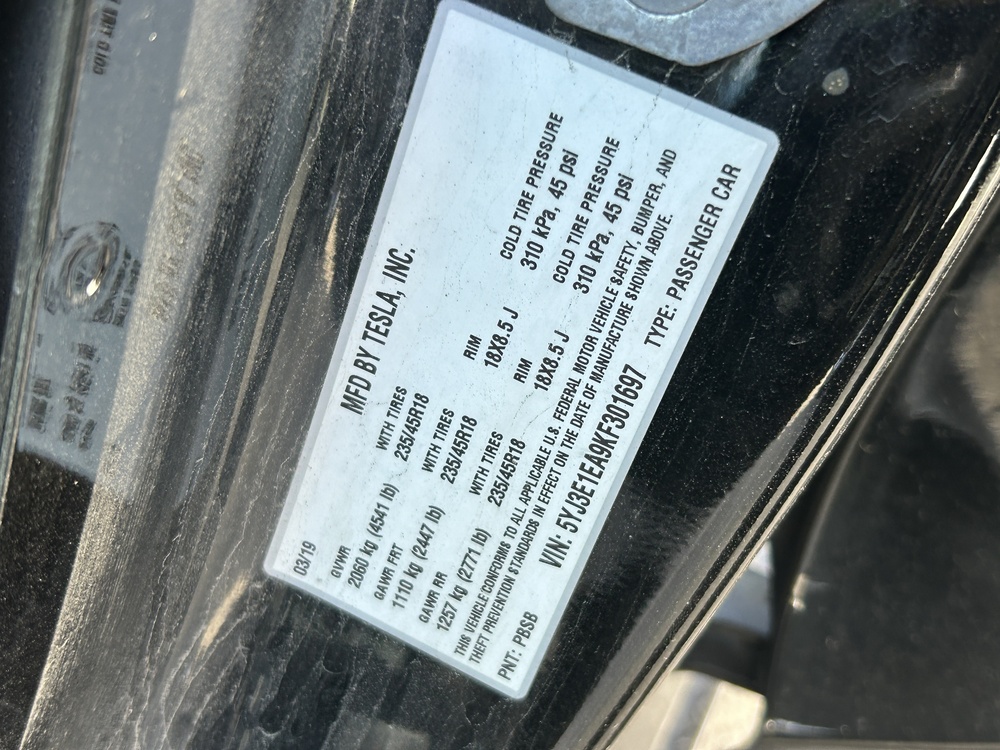 MFD BY TESLA, INC.
03/19
GVWR
2060 kg (4541 lb)
WITH TIRES
235/45R18
RIM
18X8.5 J
COLD TIRE PRESSURE
310 kPa, 45 psi
GAWR FRT
1110 kg (2447 lb)
WITH TIRES
235/45R18
RIM
18X8.5 J
COLD TIRE PRESSURE
310 kPa, 45 psi
GAWR RR
1257 kg (2771 lb)
WITH TIRES
235/45R18
THIS VEHICLE CONFORMS TO ALL APPLICABLE U.S. FEDERAL MOTOR VEHICLE SAFETY, BUMPER, AND
THEFT PREVENTION STANDARDS IN EFFECT ON THE DATE OF MANUFACTURE SHOWN ABOVE.
VIN: 5YJ3E1EA9KF301697 TYPE: PASSENGER CAR
PNT: PBSB